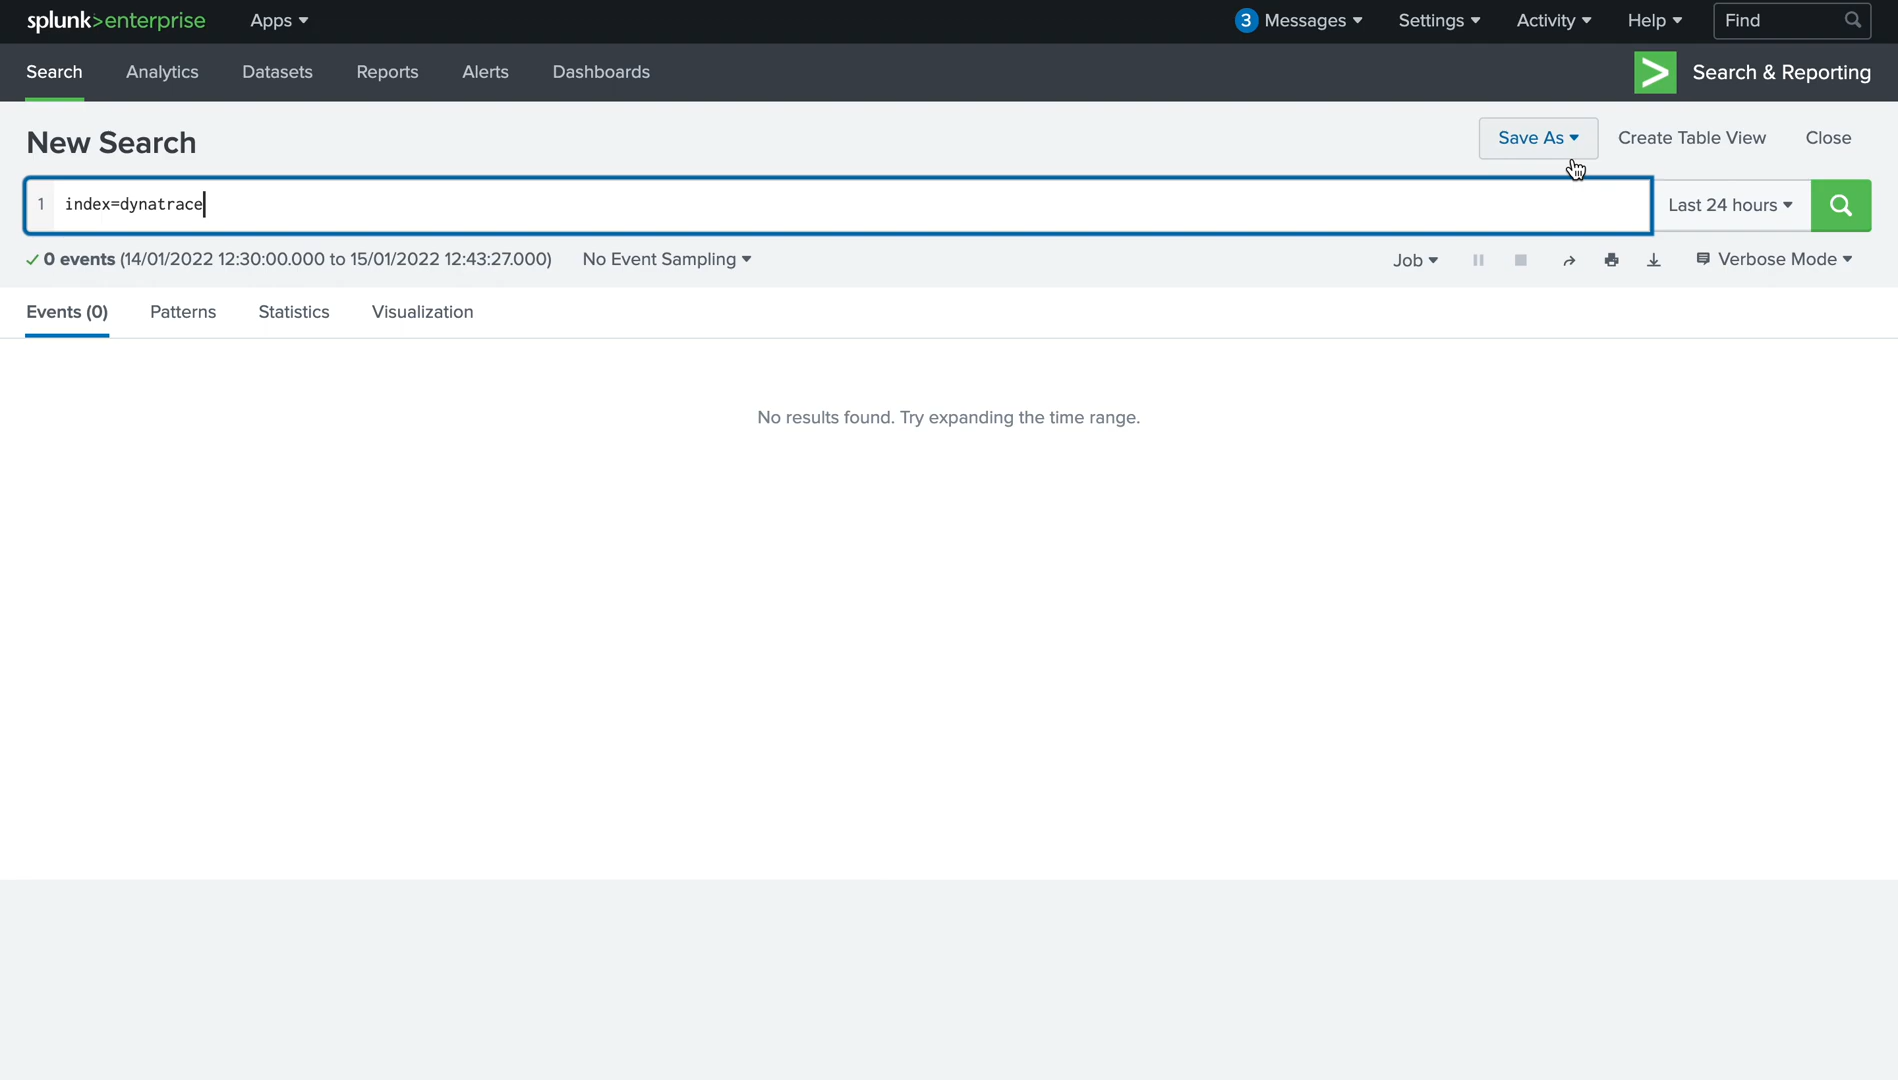 splunk>enterprise Apps 3 Messages Settings Activity Help Find
Search Analytics Datasets Reports Alerts Dashboards > Search & Reporting
New Search Save As Create Table View Close
1 index=dynatrace Last 24 hours
✓ 0 events (14/01/2022 12:30:00.000 to 15/01/2022 12:43:27.000) No Event Sampling Job Verbose Mode
Events (0) Patterns Statistics Visualization
No results found. Try expanding the time range.